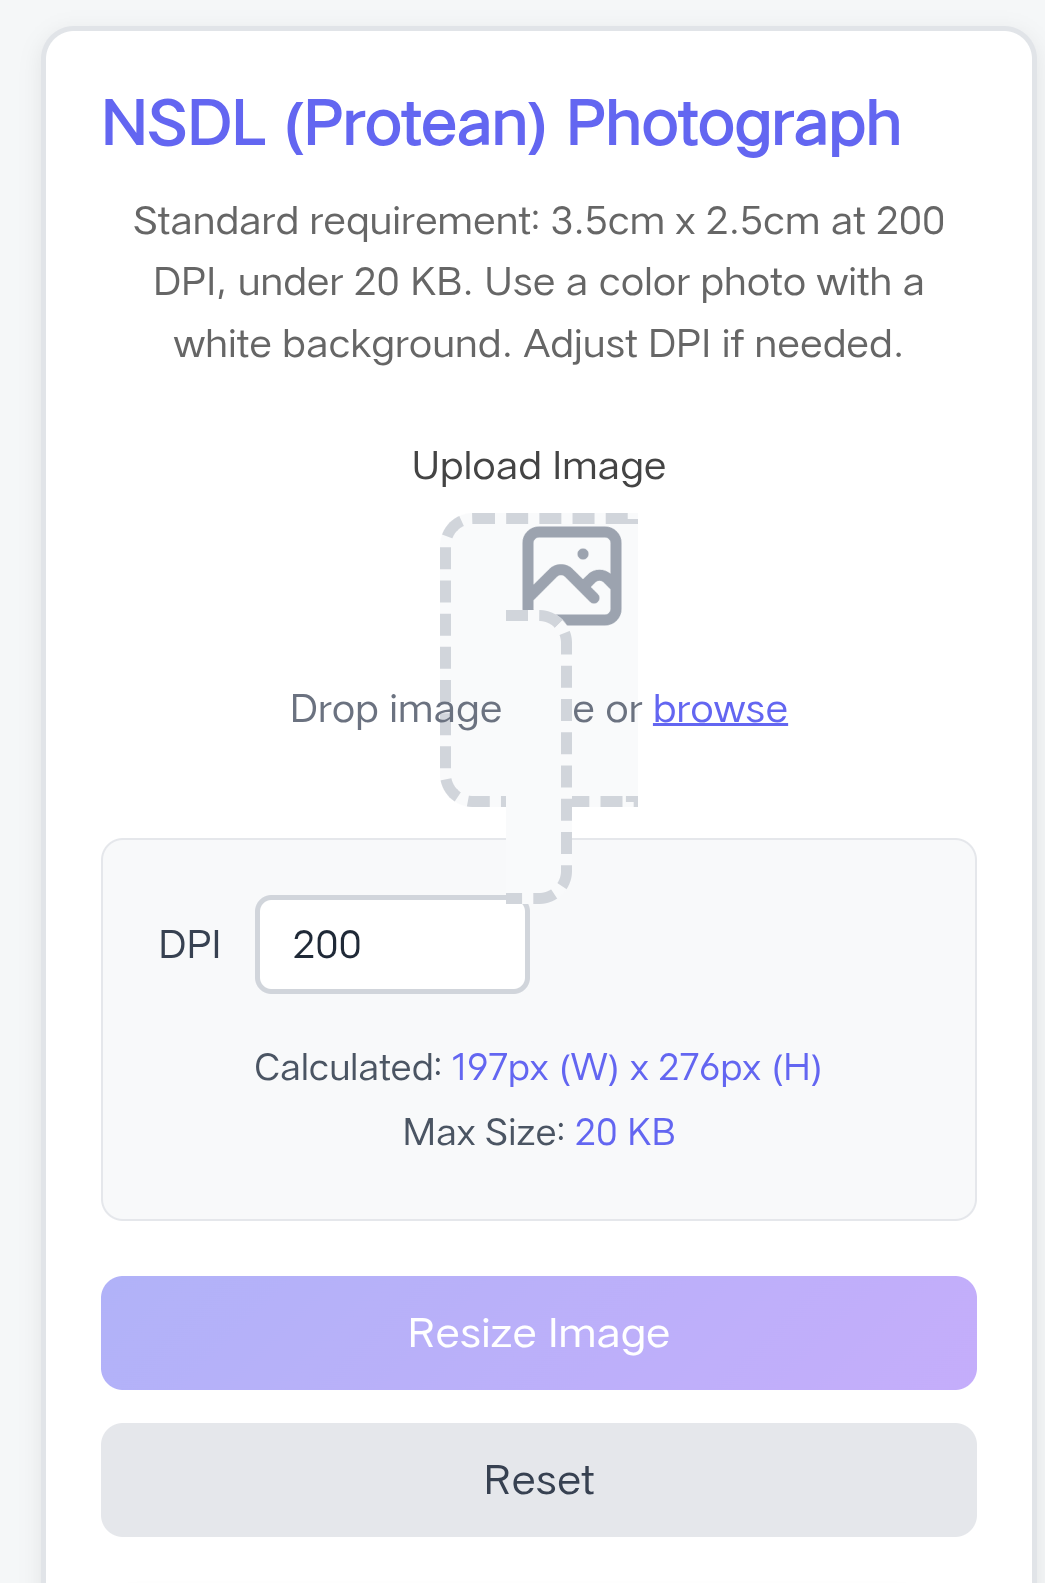 NSDL (Protean) Photograph
Standard requirement: 3.5cm x 2.5cm at 200
DPI, under 20 KB. Use a color photo with a
white background. Adjust DPI if needed.
Upload Image
Drop image e or browse
DPI 200
Calculated: 197px (W) x 276px (H)
Max Size: 20 KB
Resize Image
Reset